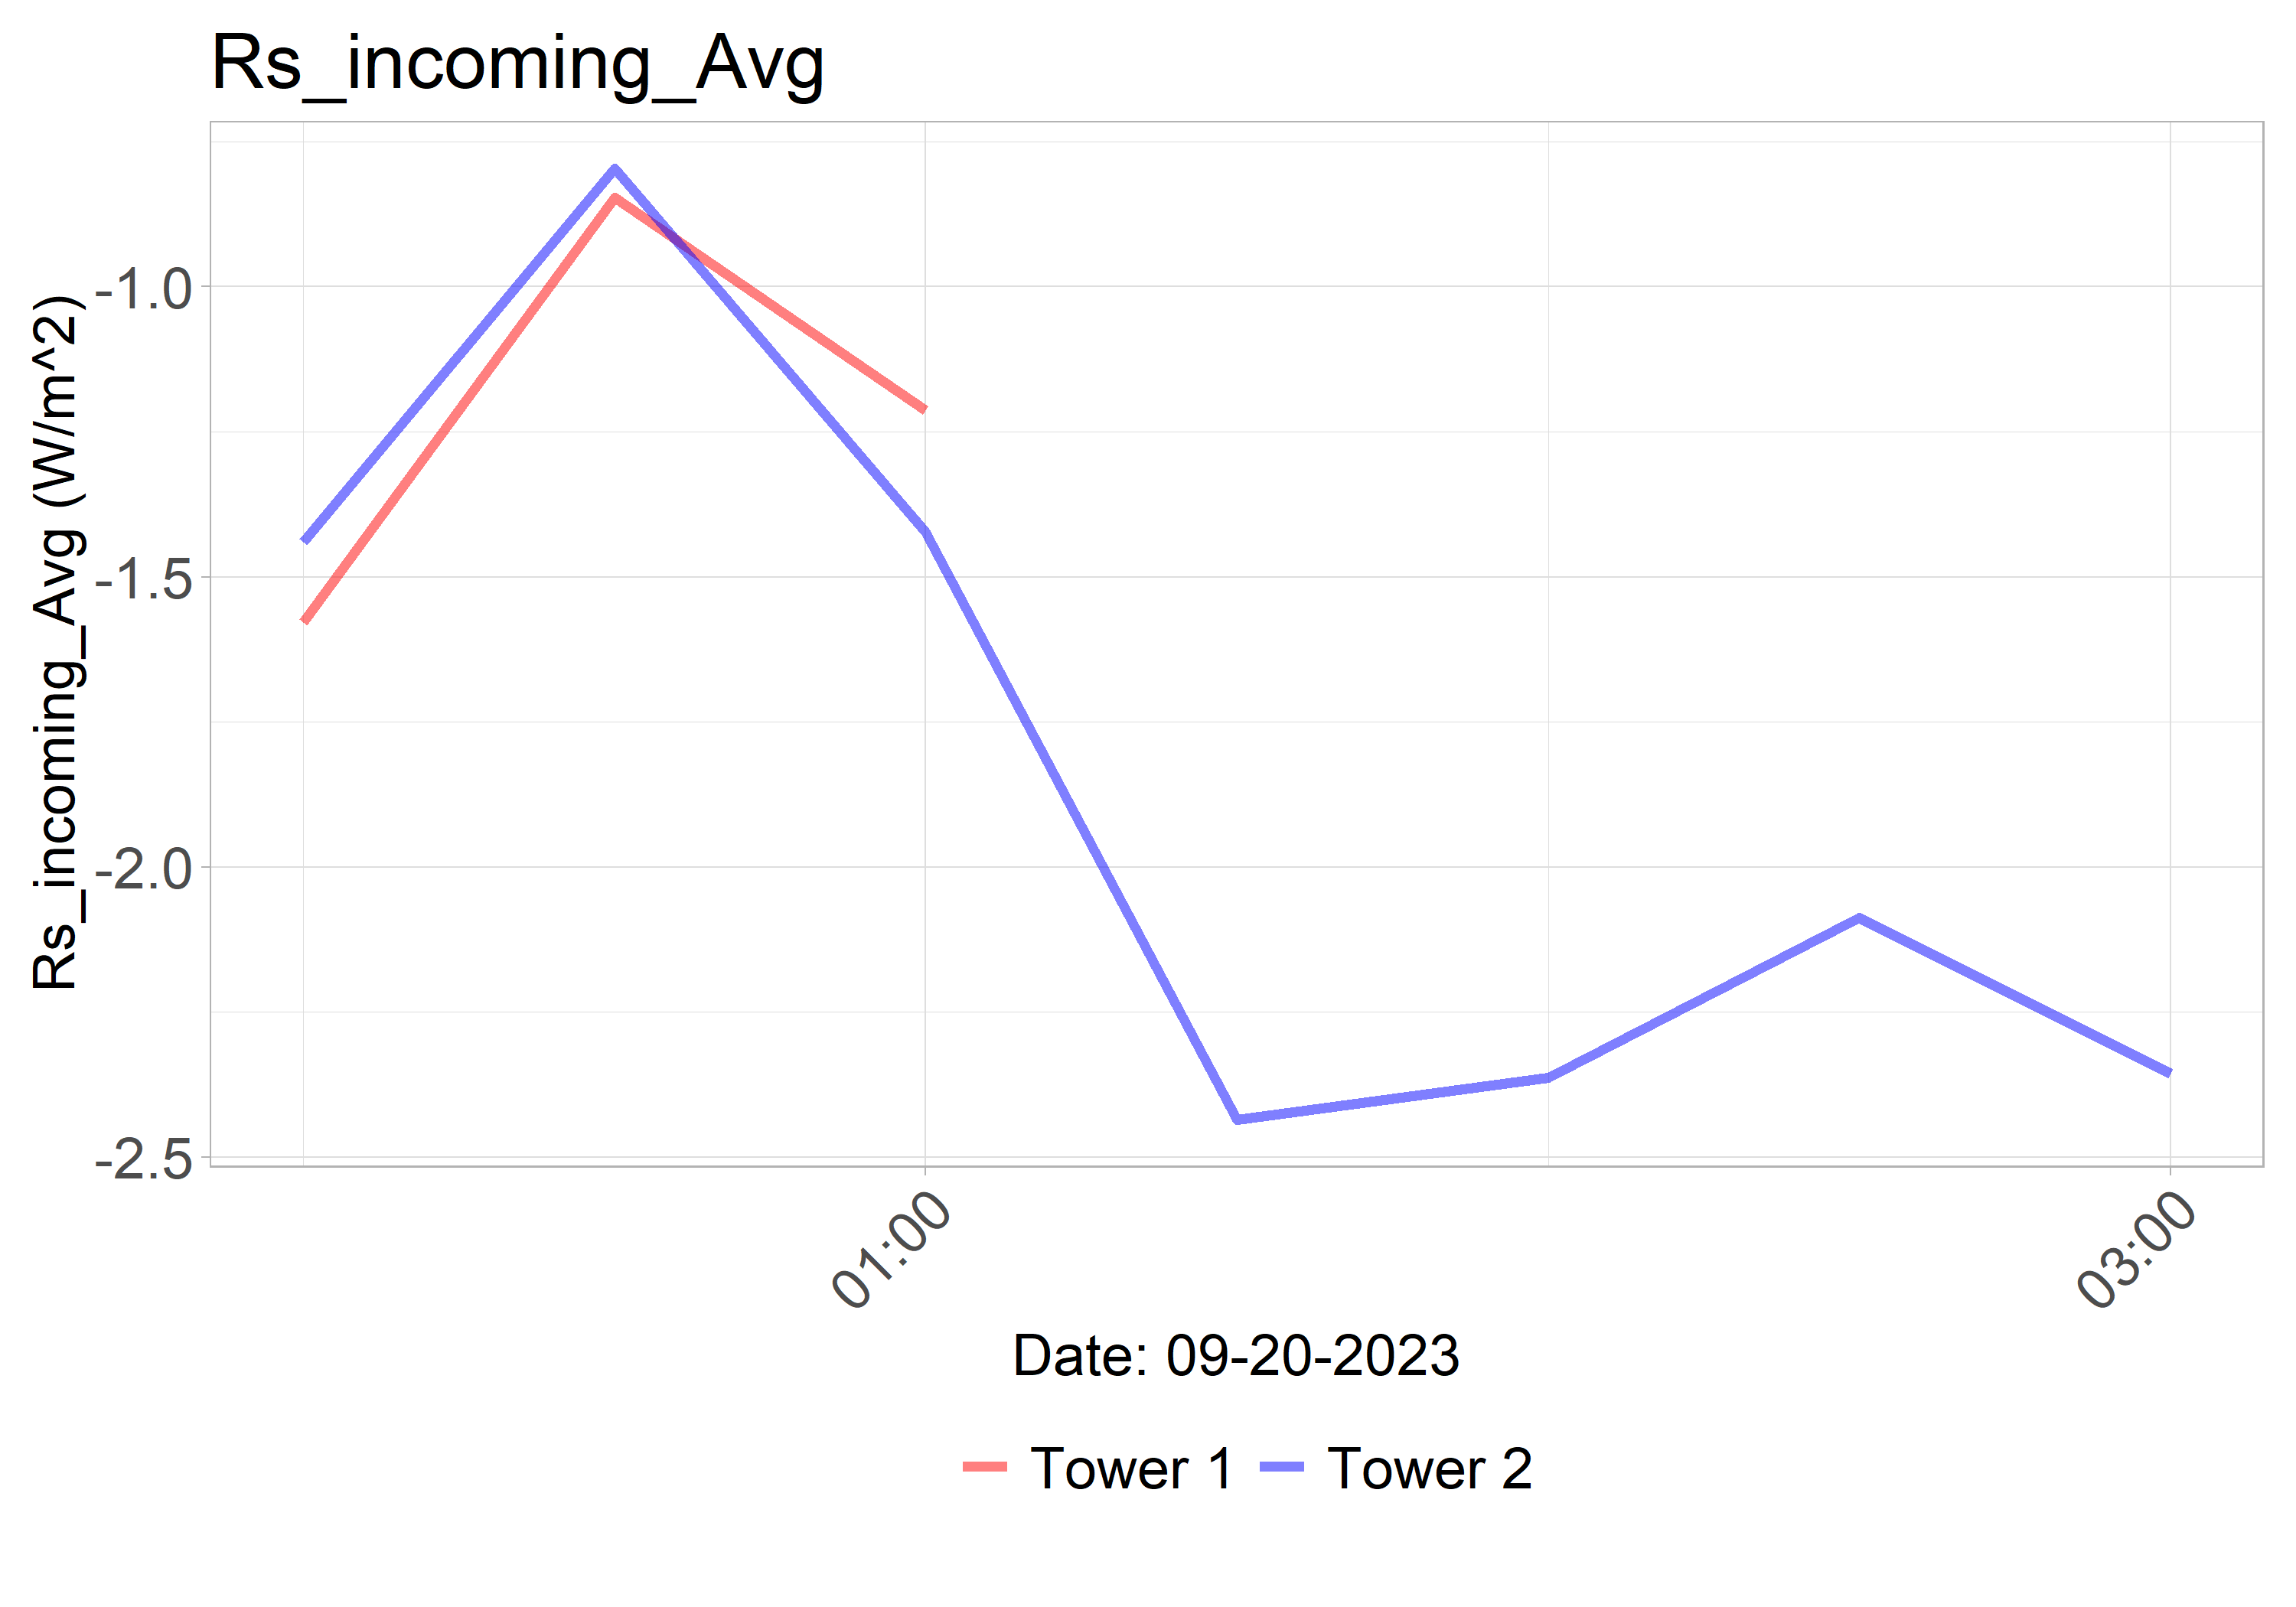 Rs_incoming_Avg
Rs_incoming_Avg (W/m^2)
-1.0
-1.5
-2.0
-2.5
01:00
03:00
Date: 09-20-2023
Tower 1
Tower 2